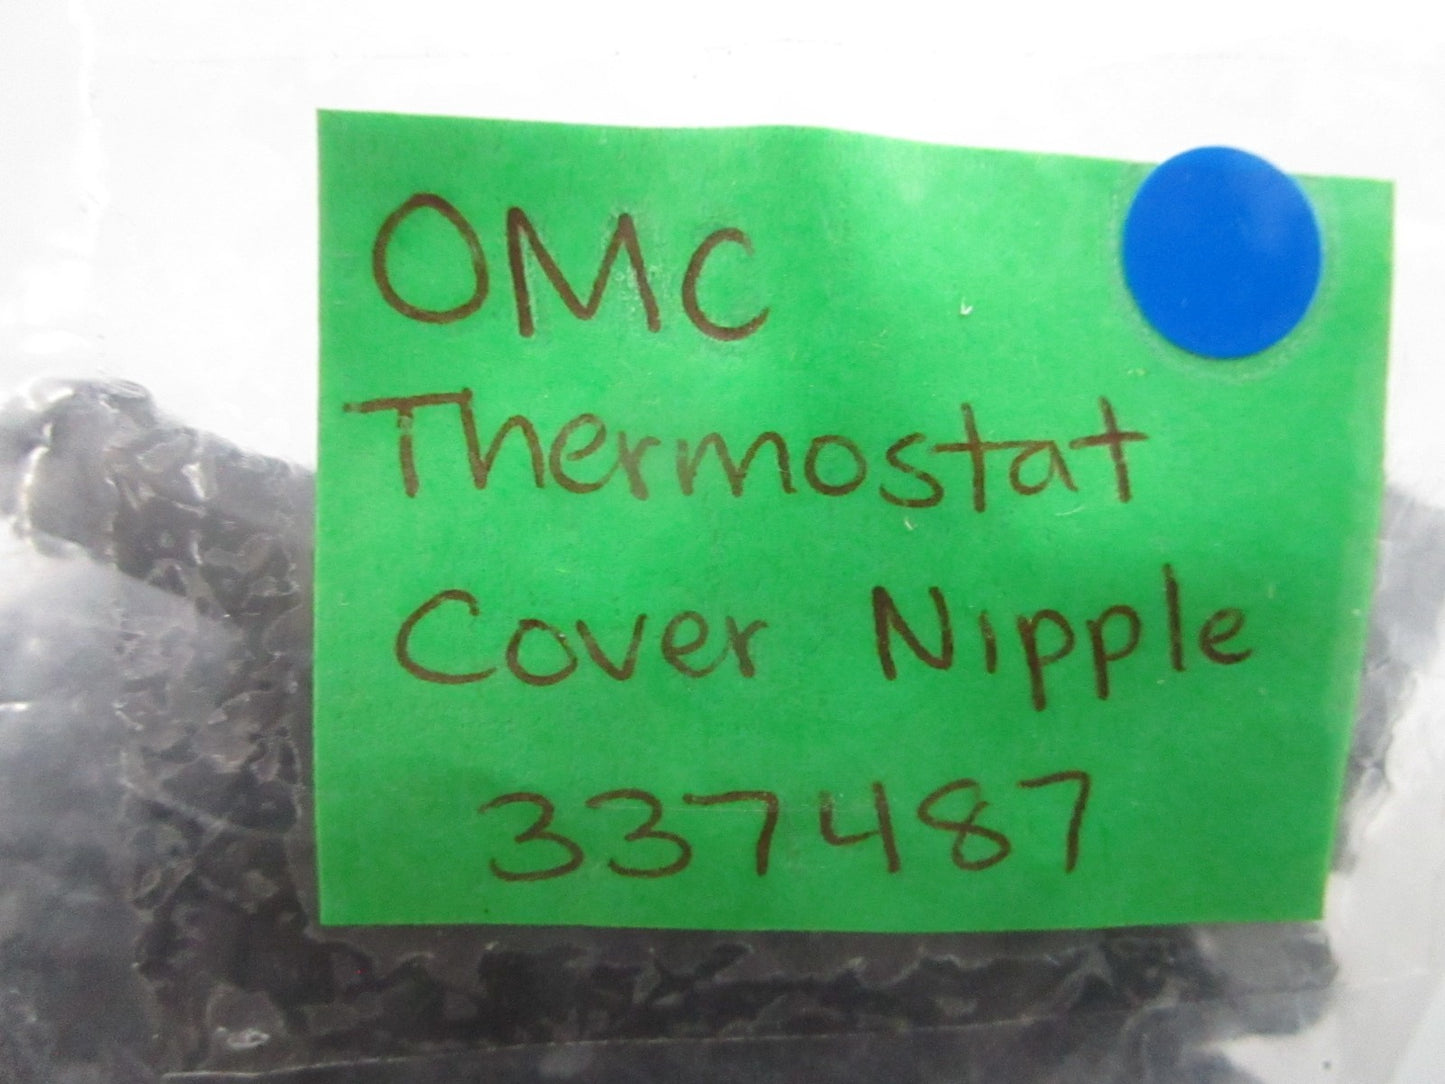 OMC
Thermostat
Cover Nipple
337487